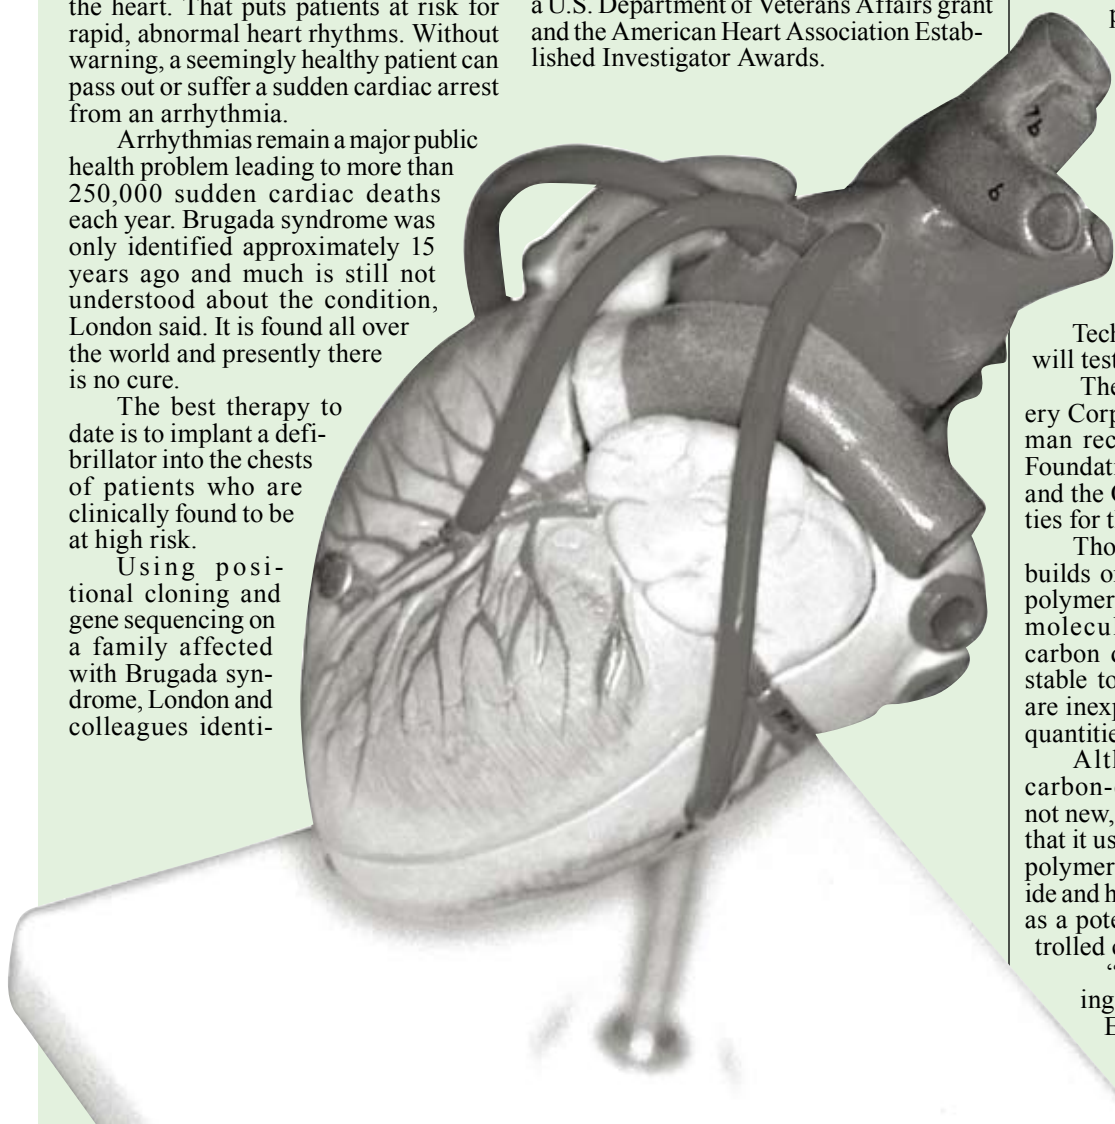 the heart. That puts patients at risk for
rapid, abnormal heart rhythms. Without
warning, a seemingly healthy patient can
pass out or suffer a sudden cardiac arrest
from an arrhythmia.
Arrhythmias remain a major public
health problem leading to more than
250,000 sudden cardiac deaths
each year. Brugada syndrome was
only identified approximately 15
years ago and much is still not
understood about the condition,
London said. It is found all over
the world and presently there
is no cure.
The best therapy to
date is to implant a defi-
brillator into the chests
of patients who are
clinically found to be
at high risk.
Using posi-
tional cloning and
gene sequencing on
a family affected
with Brugada syn-
drome, London and
colleagues identi-
a U.S. Department of Veterans Affairs grant
and the American Heart Association Estab-
lished Investigator Awards.
7b
6
Tech
will test
The
ery Corp
man rec
Foundati
and the
ties for t
Tho
builds o
polymer
molecul
carbon
stable to
are inexp
quantitie
Alt
carbon-
not new,
that it us
polymer
ide and h
as a pote
trolled
“
ing
E